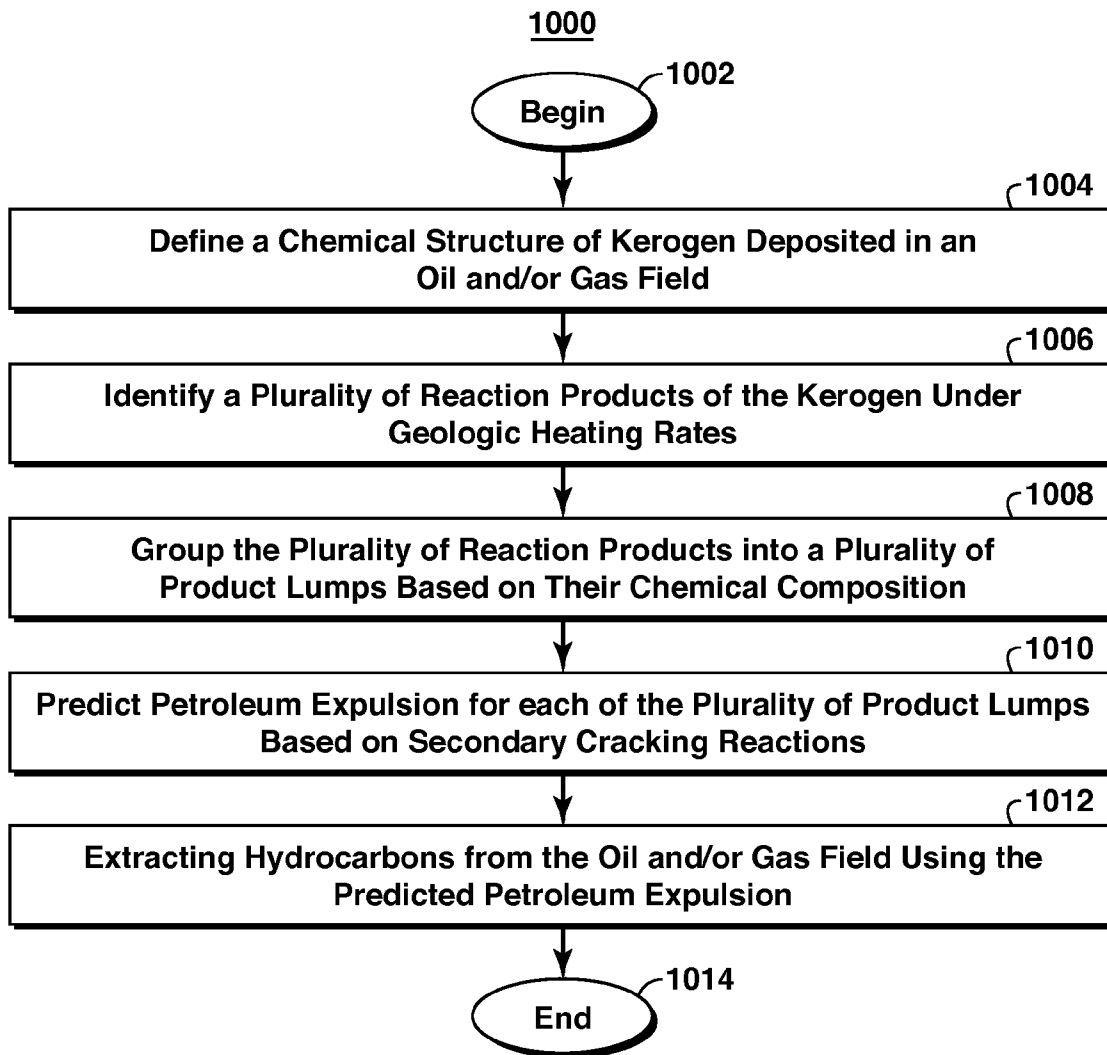 1000
1002
Begin
1004
Define a Chemical Structure of Kerogen Deposited in an
Oil and/or Gas Field
1006
Identify a Plurality of Reaction Products of the Kerogen Under
Geologic Heating Rates
1008
Group the Plurality of Reaction Products into a Plurality of
Product Lumps Based on Their Chemical Composition
1010
Predict Petroleum Expulsion for each of the Plurality of Product Lumps
Based on Secondary Cracking Reactions
1012
Extracting Hydrocarbons from the Oil and/or Gas Field Using the
Predicted Petroleum Expulsion
1014
End